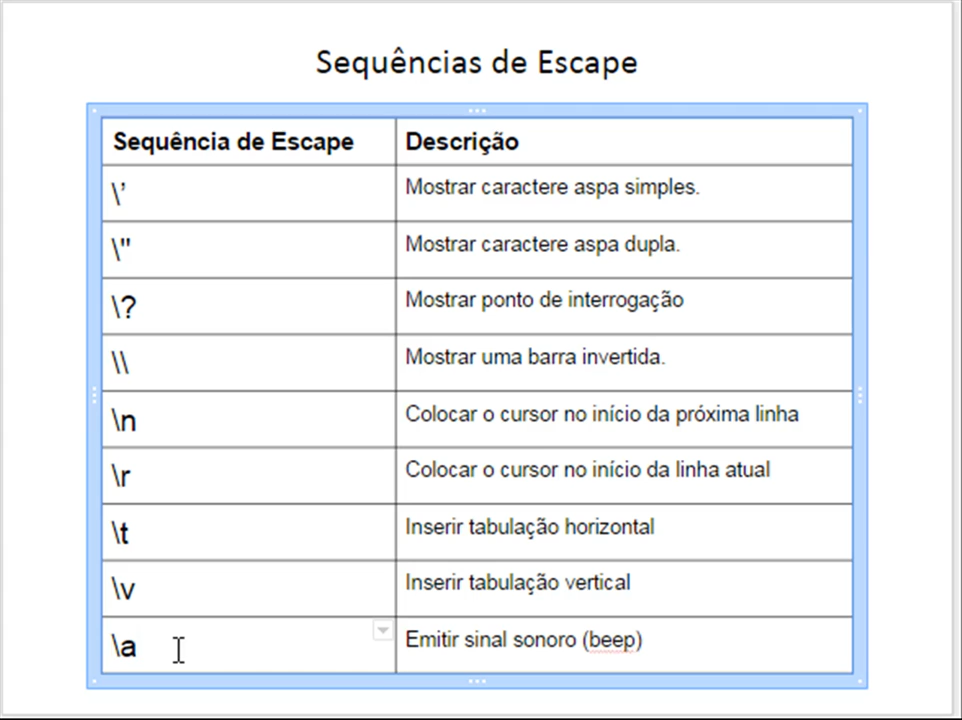 Sequências de Escape
Sequência de Escape Descrição
\’ Mostrar caractere aspa simples.
\" Mostrar caractere aspa dupla.
\? Mostrar ponto de interrogação
\\ Mostrar uma barra invertida.
\n Colocar o cursor no início da próxima linha
\r Colocar o cursor no início da linha atual
\t Inserir tabulação horizontal
\v Inserir tabulação vertical
\a Emitir sinal sonoro (beep)